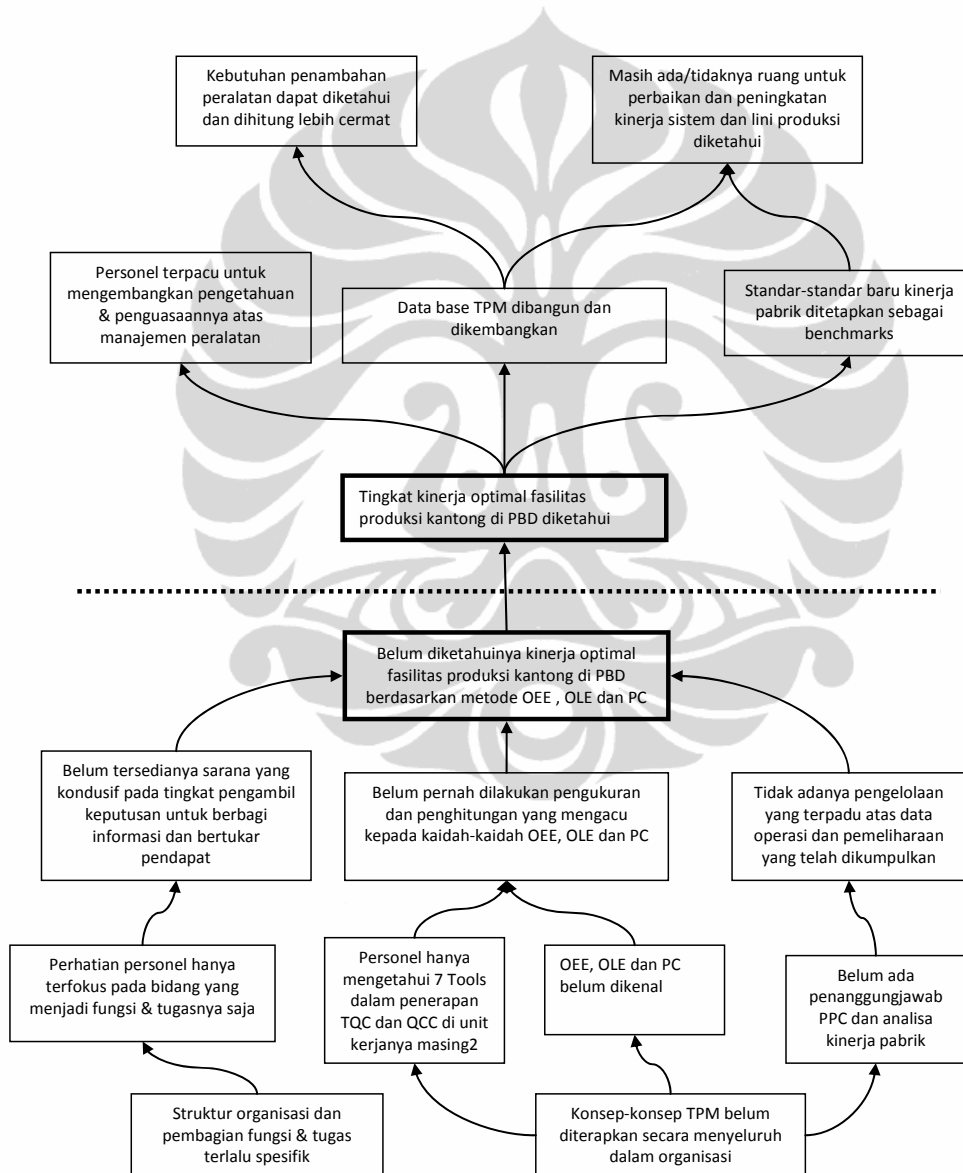 Kebutuhan penambahan
peralatan dapat diketahui
dan dihitung lebih cermat
Masih ada/tidaknya ruang untuk
perbaikan dan peningkatan
kinerja sistem dan lini produksi
diketahui
Personel terpacu untuk
mengembangkan pengetahuan
& penguasaannya atas
manajemen peralatan
Data base TPM dibangun dan
dikembangkan
Standar-standar baru kinerja
pabrik ditetapkan sebagai
benchmarks
Tingkat kinerja optimal fasilitas
produksi kantong di PBD diketahui
Belum diketahuinya kinerja optimal
fasilitas produksi kantong di PBD
berdasarkan metode OEE , OLE dan PC
Belum tersedianya sarana yang
kondusif pada tingkat pengambil
keputusan untuk berbagi
informasi dan bertukar
pendapat
Belum pernah dilakukan pengukuran
dan penghitungan yang mengacu
kepada kaidah-kaidah OEE, OLE dan PC
Tidak adanya pengelolaan
yang terpadu atas data
operasi dan pemeliharaan
yang telah dikumpulkan
Perhatian personel hanya
terfokus pada bidang yang
menjadi fungsi & tugasnya saja
Personel hanya
mengetahui 7 Tools
dalam penerapan
TQC dan QCC di unit
kerjanya masing2
OEE, OLE dan PC
belum dikenal
Belum ada
penanggungjawab
PPC dan analisa
kinerja pabrik
Struktur organisasi dan
pembagian fungsi & tugas
terlalu spesifik
Konsep-konsep TPM belum
diterapkan secara menyeluruh
dalam organisasi